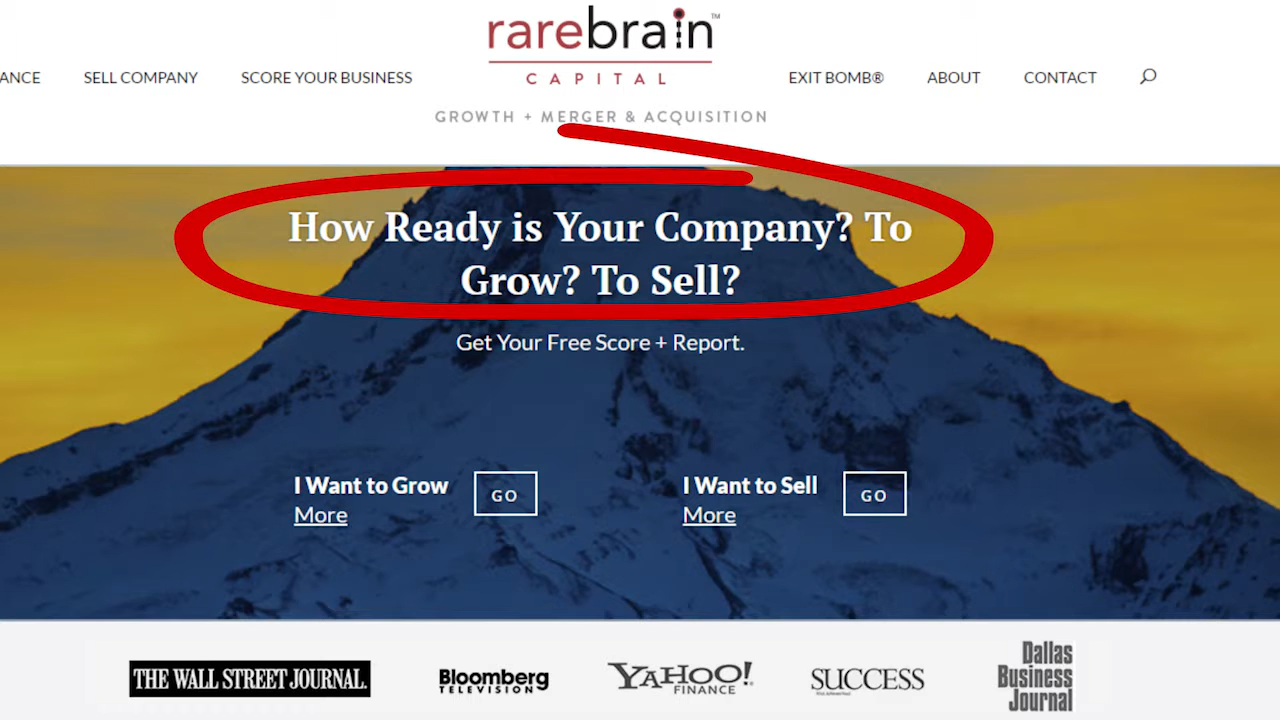 rarebrain™
CAPITAL
GROWTH + MERGER & ACQUISITION
ANCE SELL COMPANY SCORE YOUR BUSINESS EXIT BOMB® ABOUT CONTACT
How Ready is Your Company? To
Grow? To Sell?
Get Your Free Score + Report.
I Want to Grow
More
GO
I Want to Sell
More
GO
THE WALL STREET JOURNAL.
Bloomberg
TELEVISION
YAHOO!
FINANCE
SUCCESS
Dallas
Business
Journal